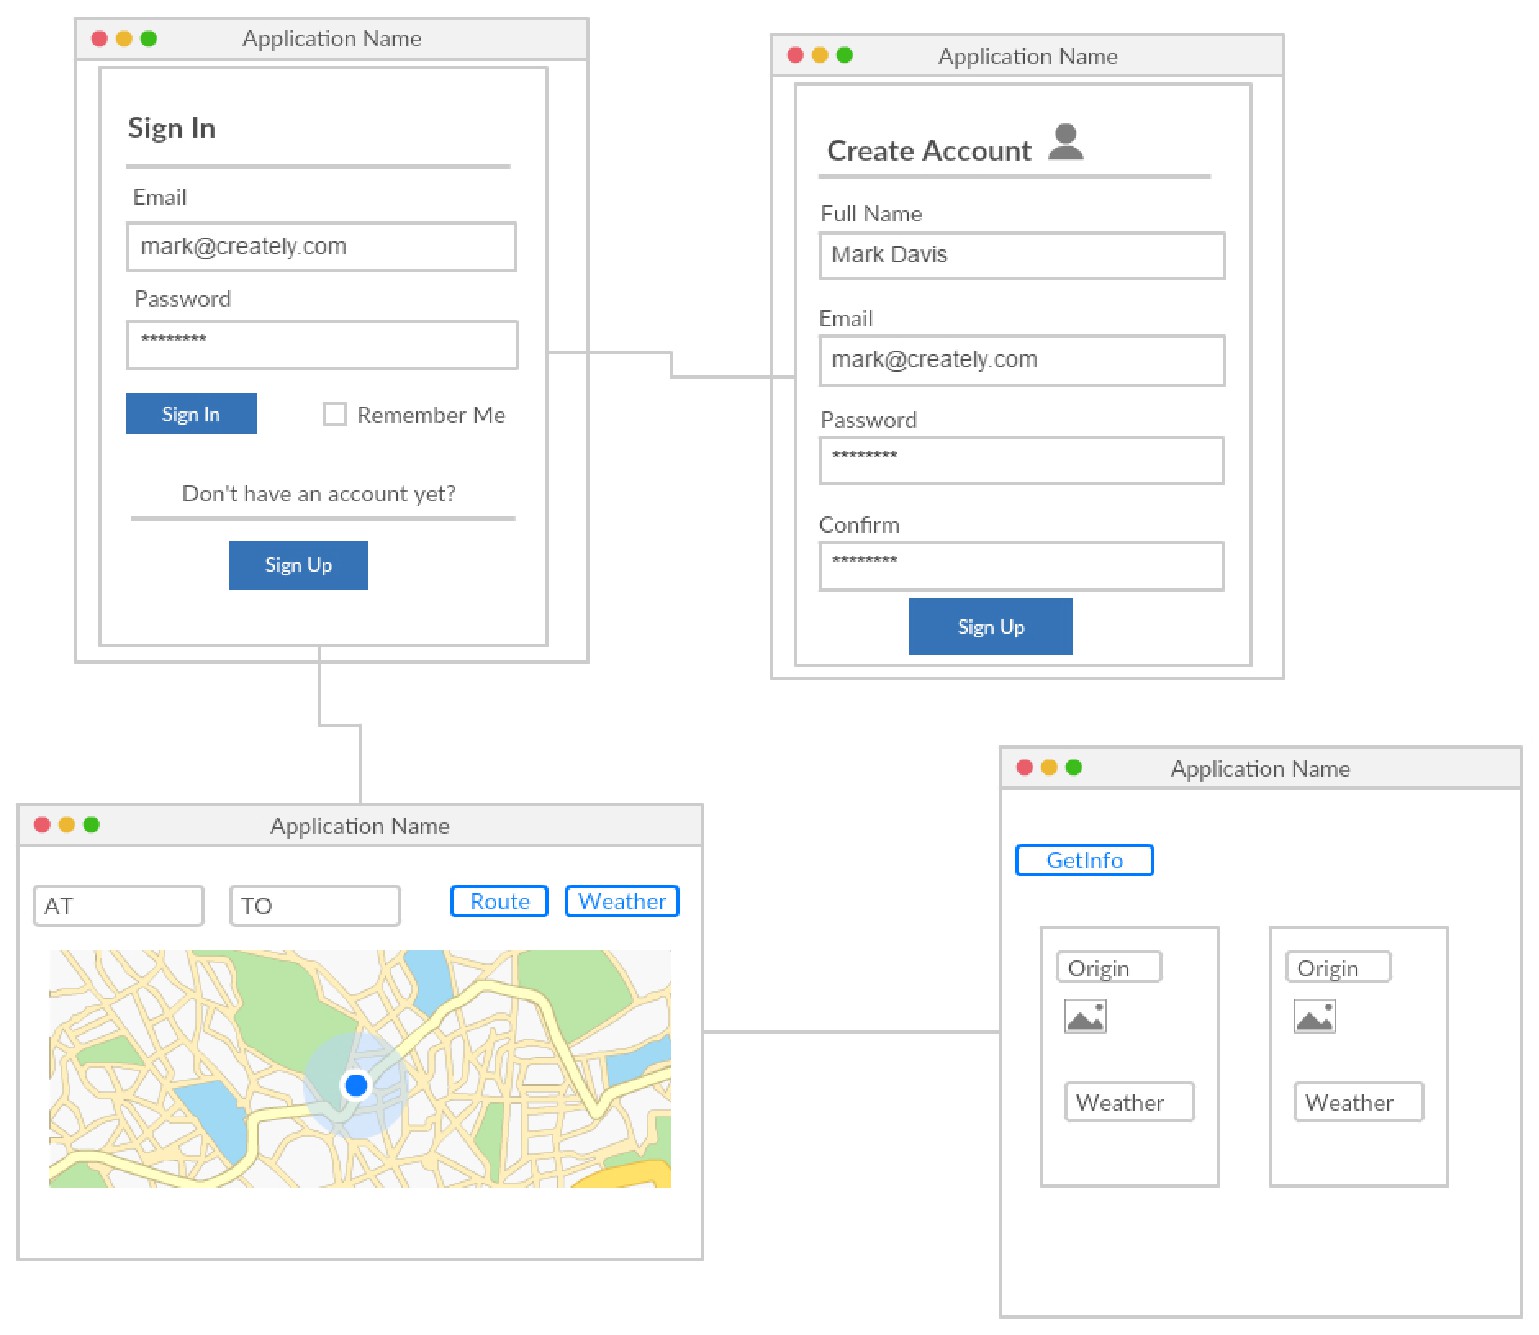 Application Name
Sign In
Email
mark@creately.com
Password
********
Sign In
Remember Me
Don't have an account yet?
Sign Up
Application Name
Create Account
Full Name
Mark Davis
Email
mark@creately.com
Password
********
Confirm
********
Sign Up
Application Name
AT
TO
Route
Weather
Application Name
GetInfo
Origin
Weather
Origin
Weather